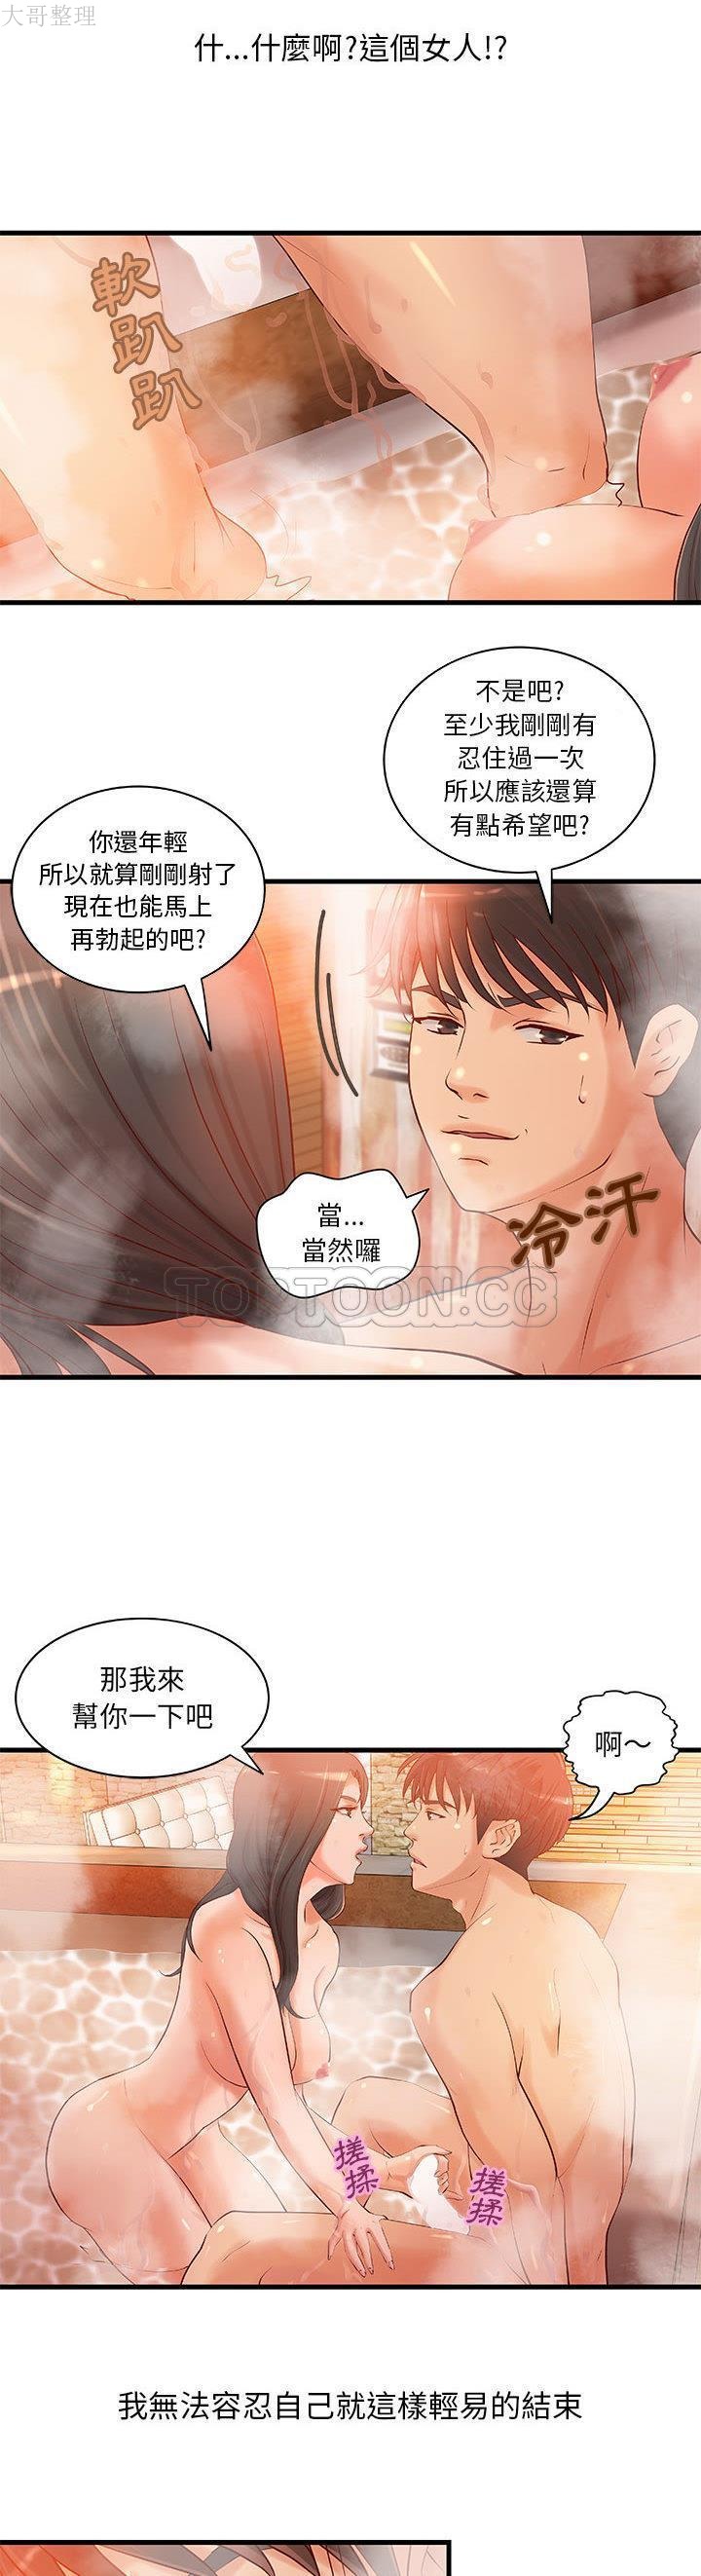 大哥整理
什...什麼啊?這個女人!?
軟
趴
趴
不是吧?
至少我剛剛有
忍住過一次
所以應該還算
有點希望吧?
你還年輕
所以就算剛剛射了
現在也能馬上
再勃起的吧?
當...
當然囉
冷汗
TOPTOON.CC
那我來
幫你一下吧
啊～
搓
揉
搓
揉
我無法容忍自己就這樣輕易的結束